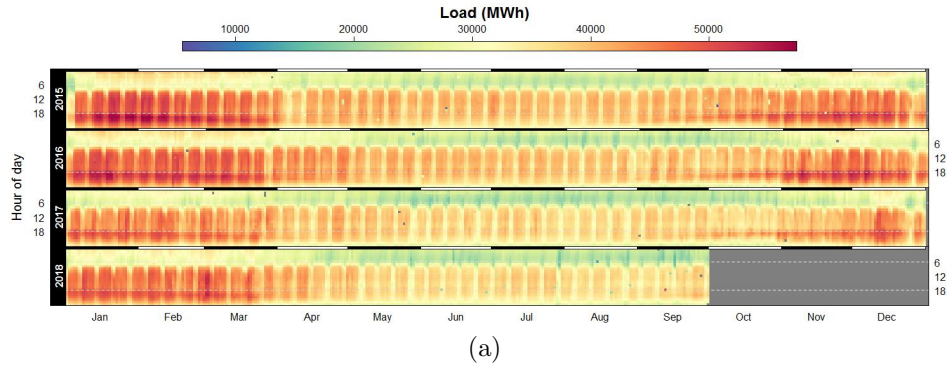 Load (MWh)
10000 20000 30000 40000 50000
Hour of day
6 12 18
2015
2016
6 12 18
6 12 18
2017
2018
6 12 18
Jan Feb Mar Apr May Jun Jul Aug Sep Oct Nov Dec
(a)